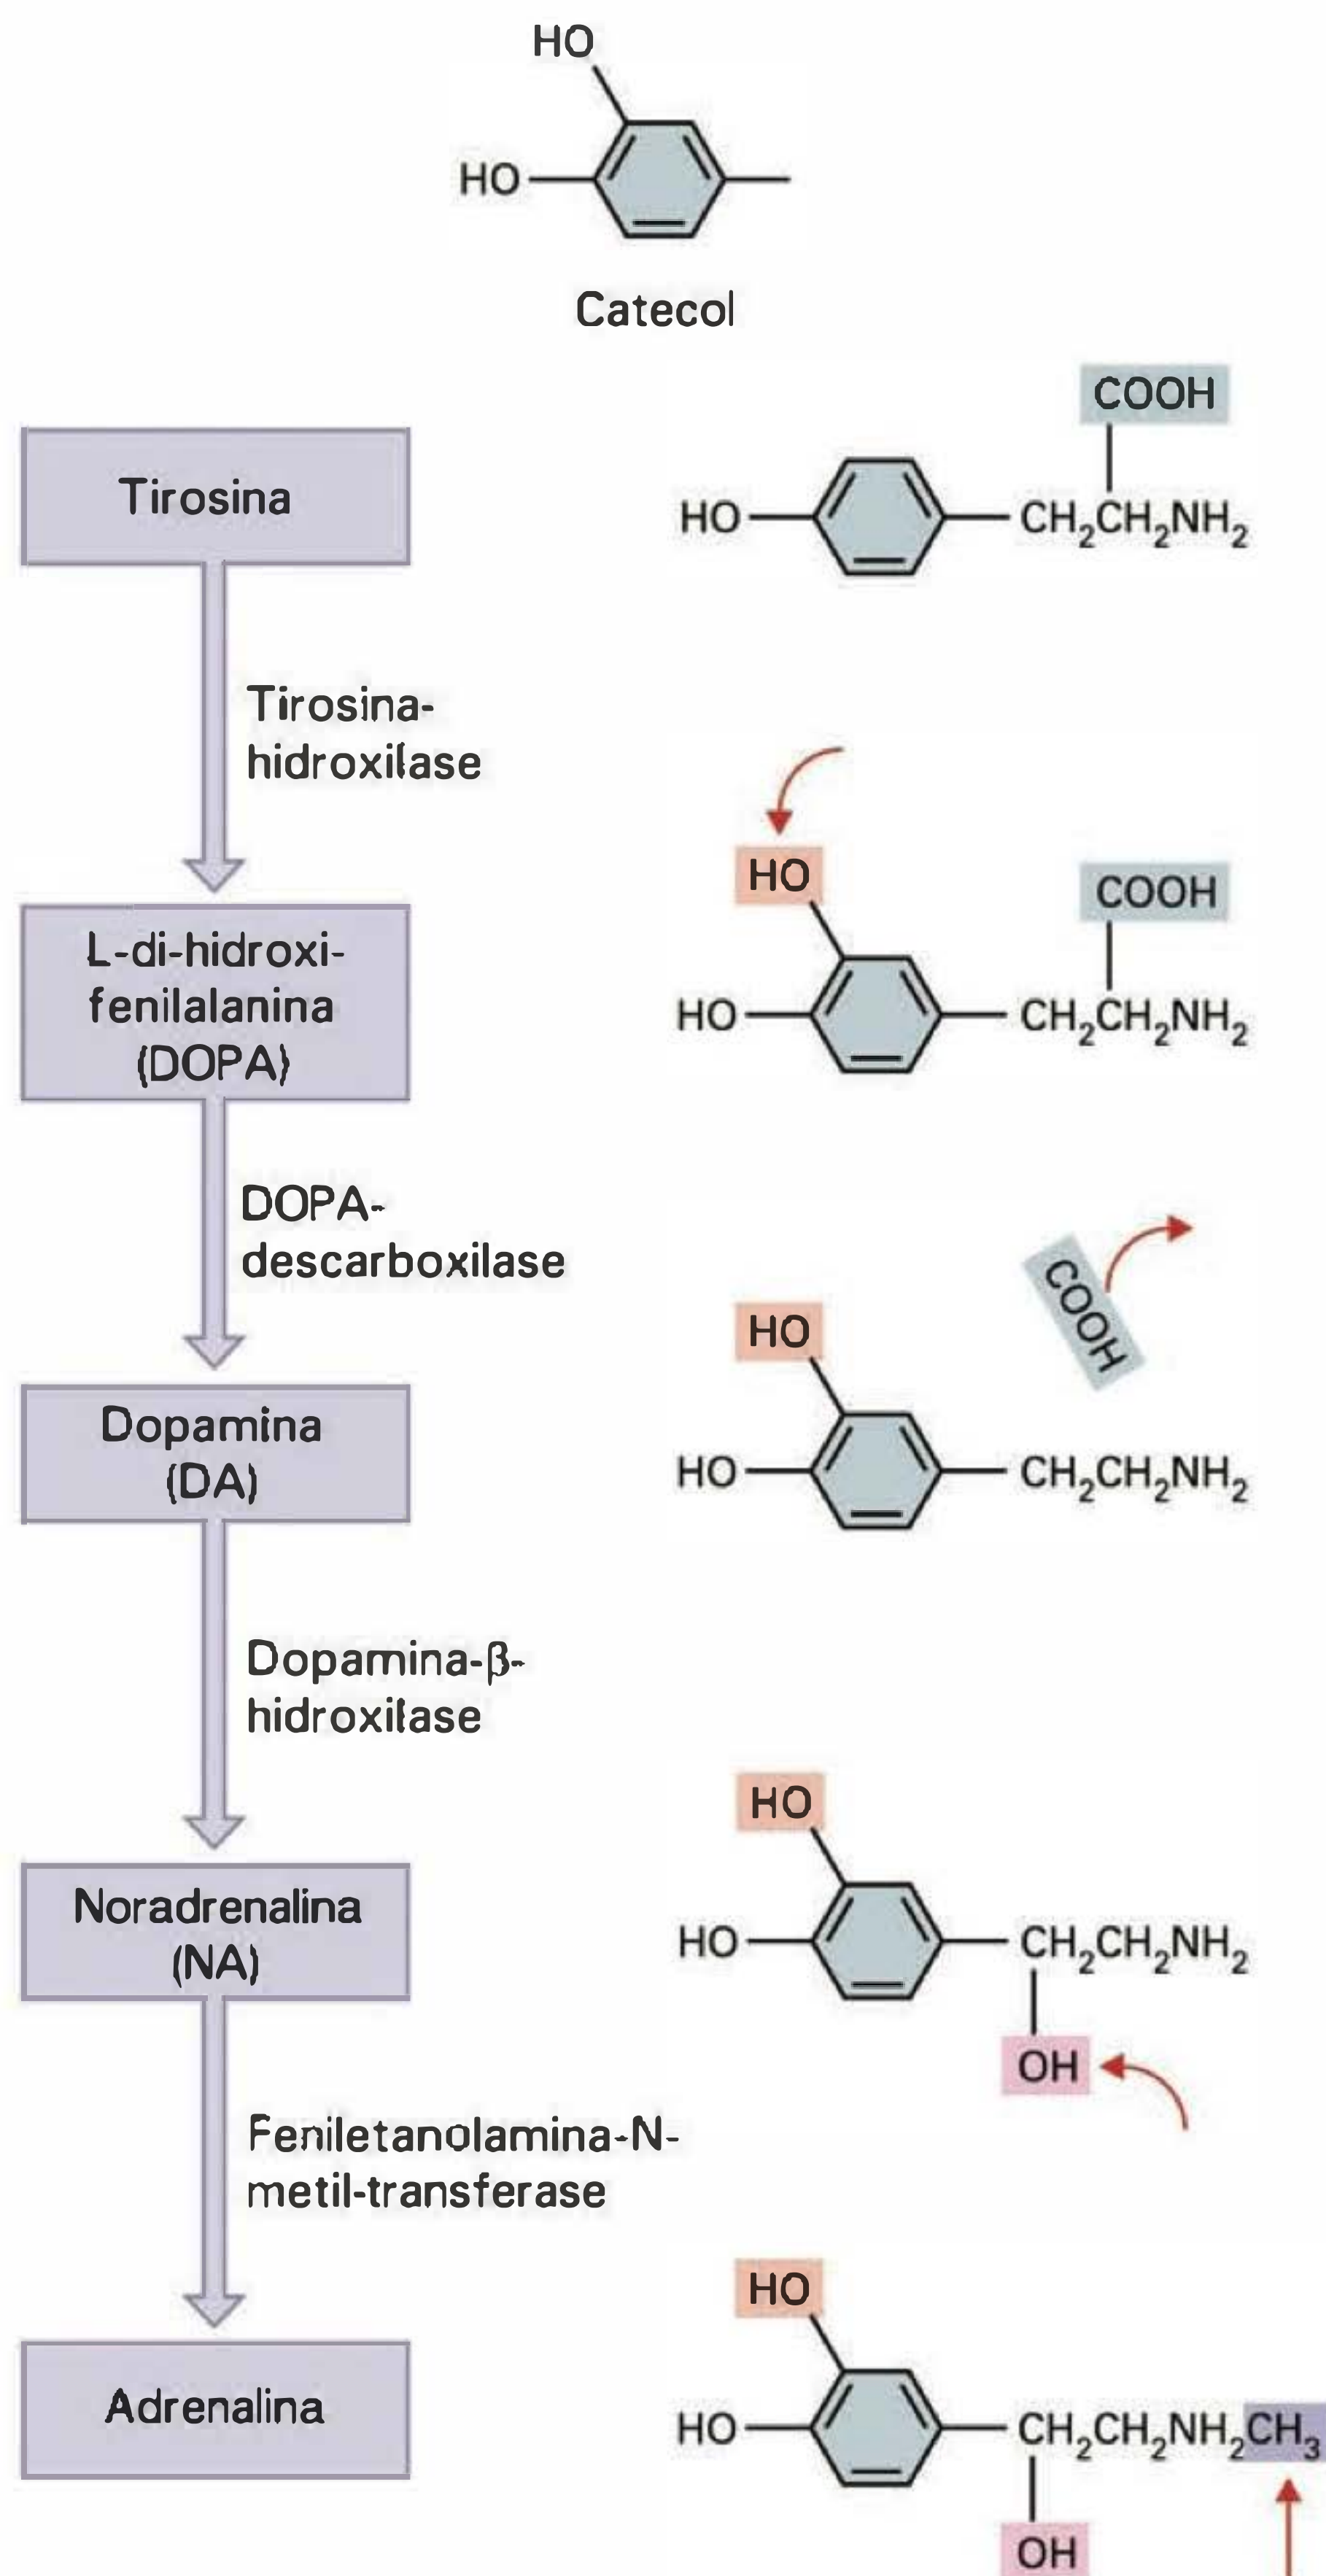 HO
HO
Catecol
COOH
Tirosina
HO
CH₂CH₂NH₂
Tirosina-
hidroxilase
HO
COOH
L-di-hidroxi-
fenilalanina
(DOPA)
HO
CH₂CH₂NH₂
DOPA-
descarboxilase
COOH
HO
Dopamina
(DA)
HO
CH₂CH₂NH₂
Dopamina-β-
hidroxilase
HO
Noradrenalina
(NA)
HO
CH₂CH₂NH₂
OH
Feniletanolamina-N-
metil-transferase
HO
Adrenalina
HO
CH₂CH₂NH₂CH₃
OH